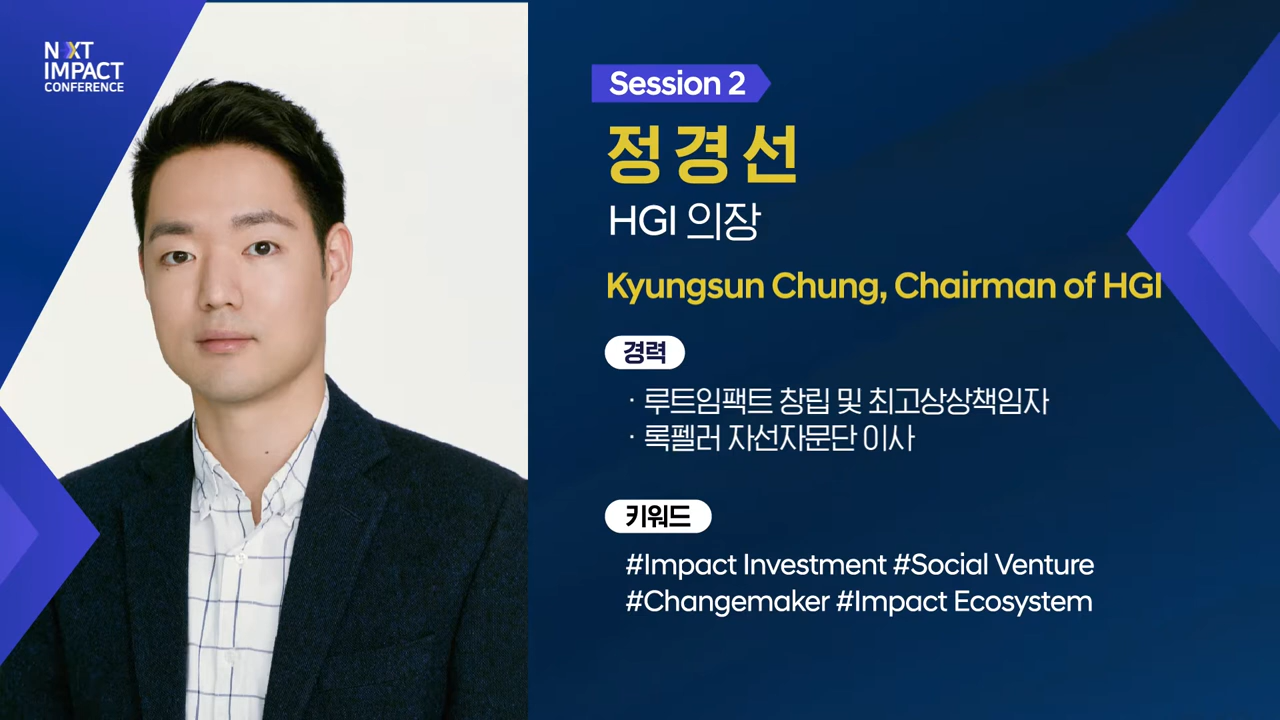 NEXT
IMPACT
CONFERENCE
Session 2
정경선
HGI 의장
Kyungsun Chung, Chairman of HGI
경력
· 루트임팩트 창립 및 최고상상책임자
· 록펠러 자선자문단 이사
키워드
#Impact Investment #Social Venture
#Changemaker #Impact Ecosystem